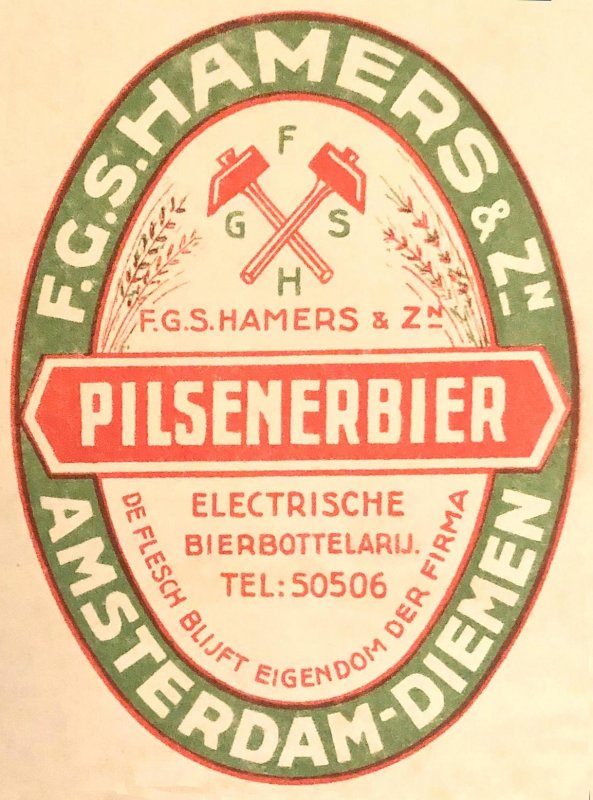 F.G.S. HAMERS & ZN
F
G S
H
F.G.S. HAMERS & ZN
PILSENERBIER
ELECTRISCHE
BIERBOTTELARIJ.
TEL: 50506
DE FLESCH BLIJFT EIGENDOM DER FIRMA
AMSTERDAM-DIEMEN